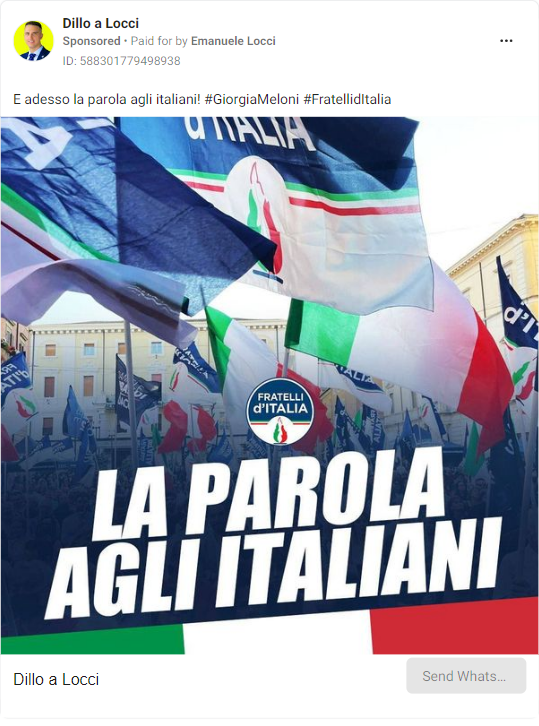 Dillo a Locci
Sponsored • Paid for by Emanuele Locci
ID: 588301779498938
E adesso la parola agli italiani! #GiorgiaMeloni #FratellidItalia
d'ITALIA
d'IT
FRATELLI
d'ITALIA
LA PAROLA
AGLI ITALIANI
Dillo a Locci
Send Whats...